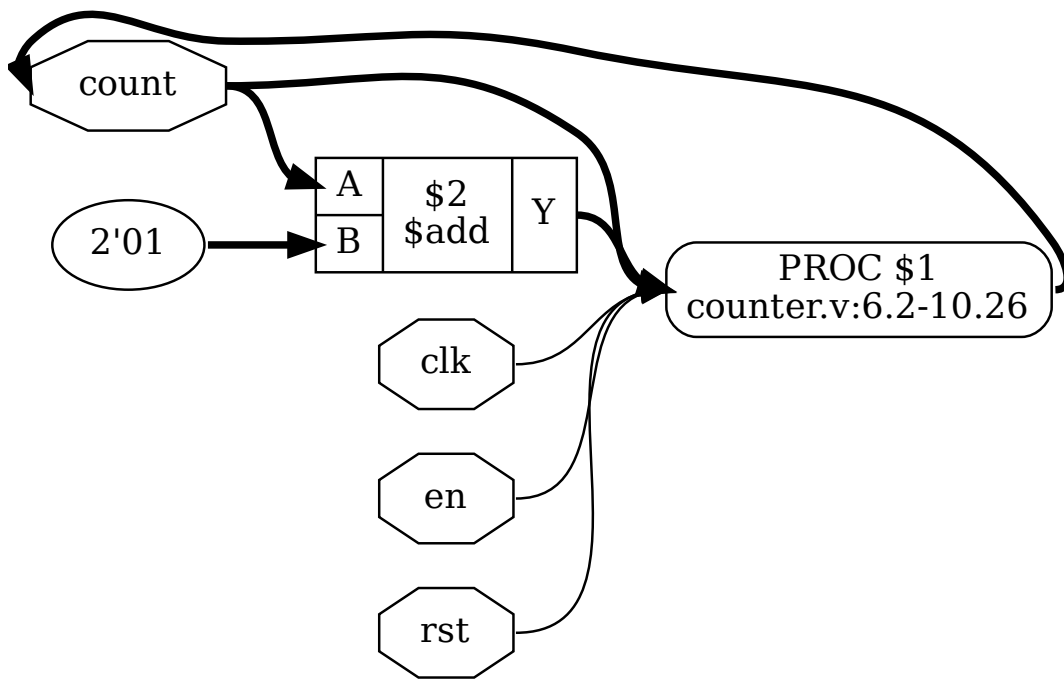 count
A
$2
$add
Y
2'01
B
PROC $1
counter.v:6.2-10.26
clk
en
rst